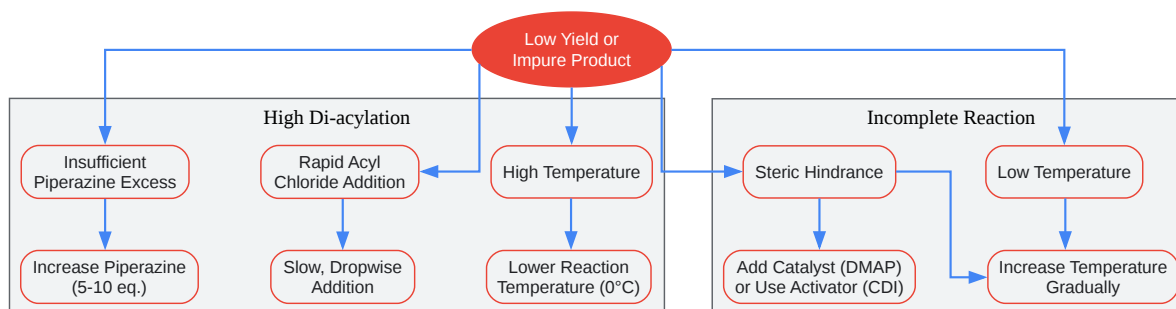 Low Yield or
Impure Product
High Di-acylation
Incomplete Reaction
Insufficient
Piperazine Excess
Rapid Acyl
Chloride Addition
High Temperature
Steric Hindrance
Low Temperature
Increase Piperazine
(5-10 eq.)
Slow, Dropwise
Addition
Lower Reaction
Temperature (0°C)
Add Catalyst (DMAP)
or Use Activator (CDI)
Increase Temperature
Gradually